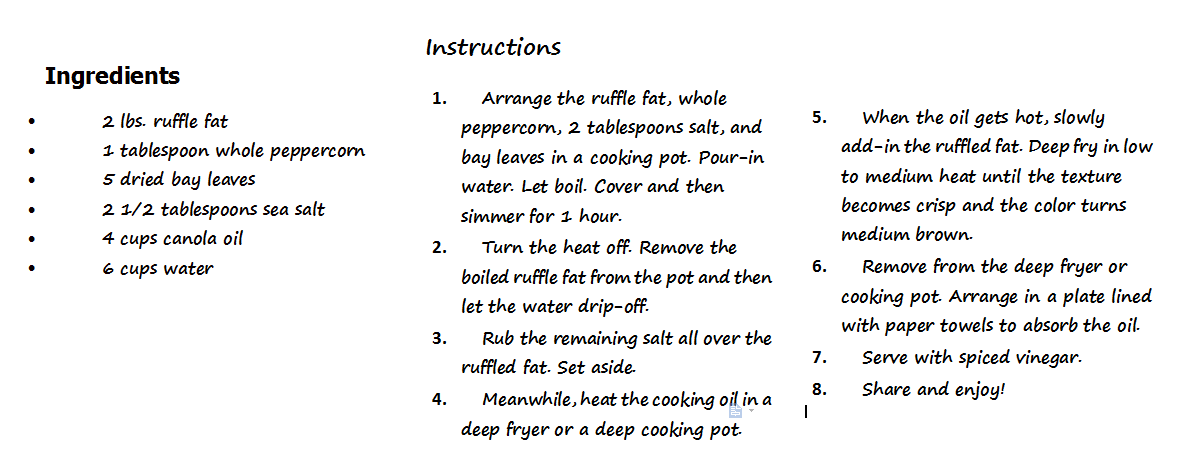 Ingredients
• 2 lbs. ruffle fat
• 1 tablespoon whole peppercorn
• 5 dried bay leaves
• 2 1/2 tablespoons sea salt
• 4 cups canola oil
• 6 cups water
Instructions
1. Arrange the ruffle fat, whole
peppercorn, 2 tablespoons salt, and
bay leaves in a cooking pot. Pour-in
water. Let boil. Cover and then
simmer for 1 hour.
2. Turn the heat off. Remove the
boiled ruffle fat from the pot and then
let the water drip-off.
3. Rub the remaining salt all over the
ruffled fat. Set aside.
4. Meanwhile, heat the cooking oil in a
deep fryer or a deep cooking pot.
5. When the oil gets hot, slowly
add-in the ruffled fat. Deep fry in low
to medium heat until the texture
becomes crisp and the color turns
medium brown.
6. Remove from the deep fryer or
cooking pot. Arrange in a plate lined
with paper towels to absorb the oil.
7. Serve with spiced vinegar.
8. Share and enjoy!